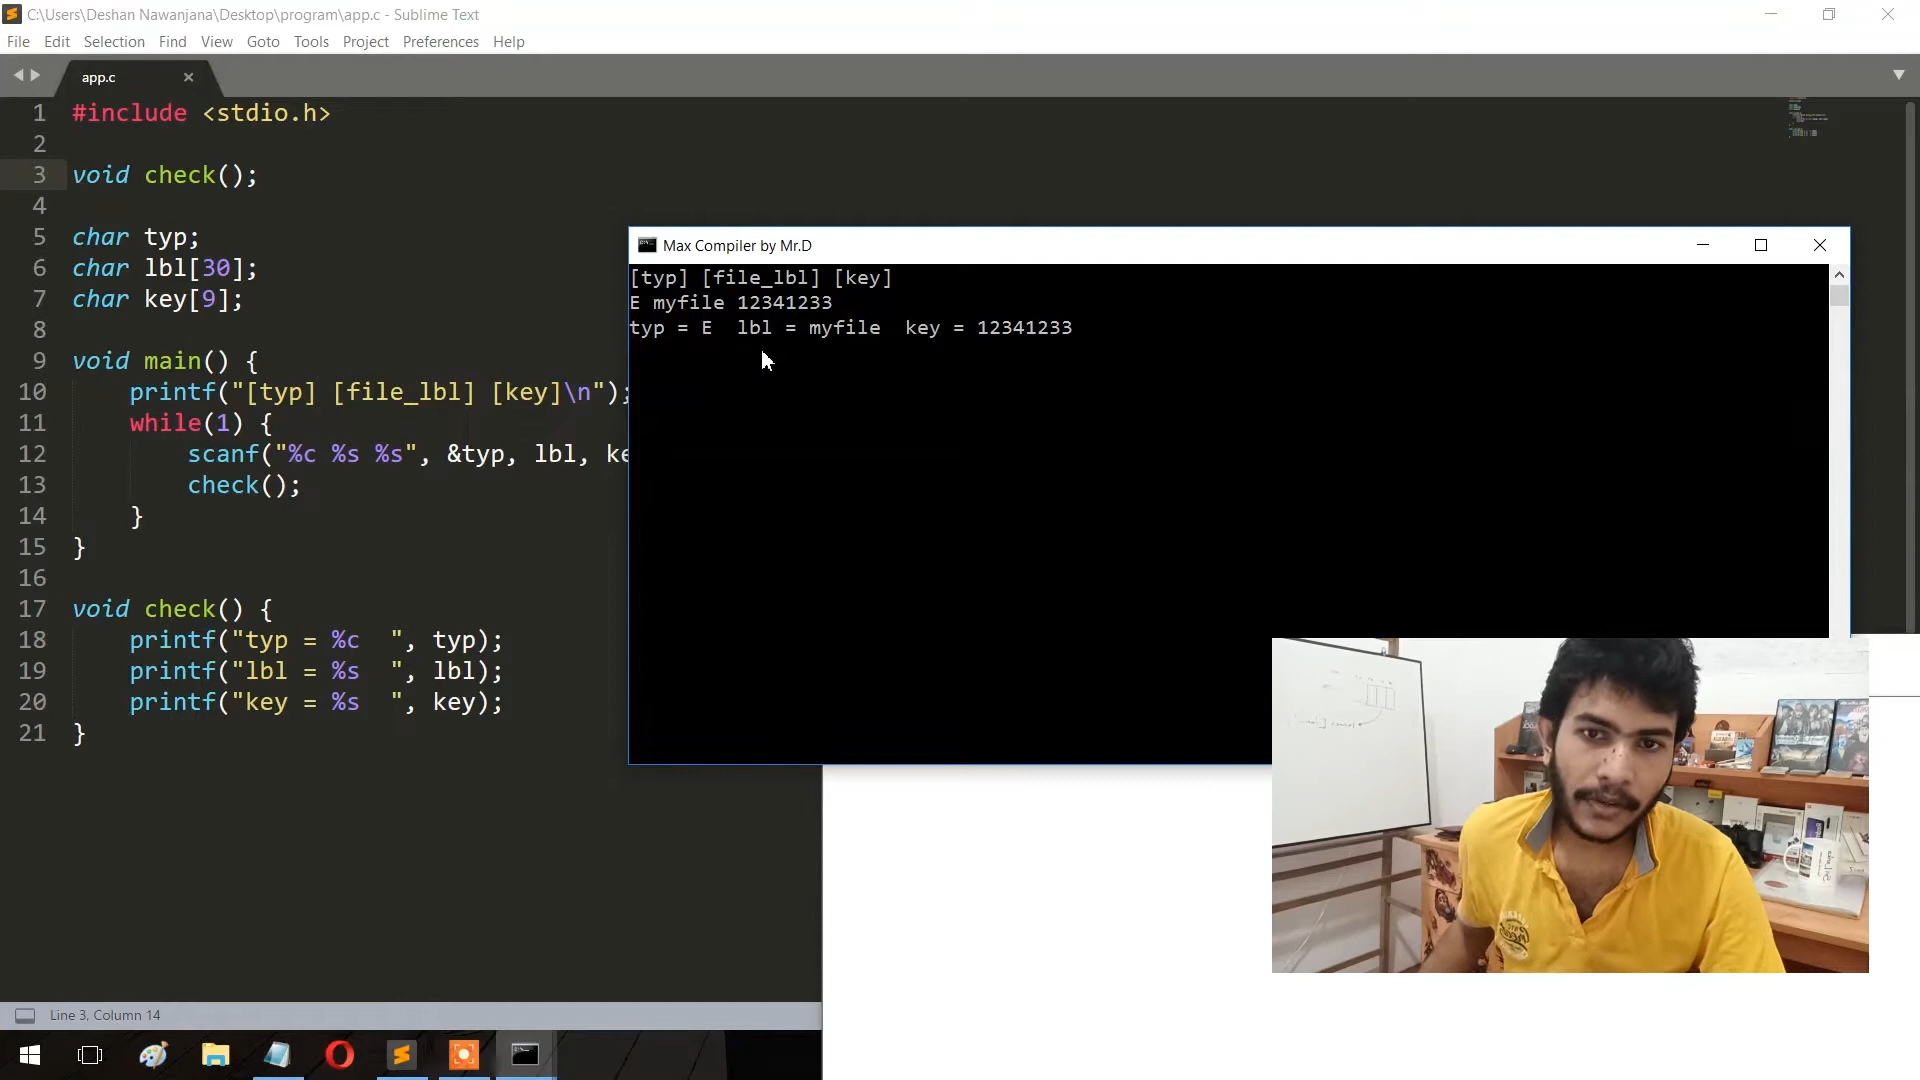 C:\Users\Deshan Nawanjana\Desktop\program\app.c - Sublime Text
File Edit Selection Find View Goto Tools Project Preferences Help
app.c
1 #include <stdio.h>
2
3 void check();
4
5 char typ;
6 char lbl[30];
7 char key[9];
8
9 void main() {
10 printf("[typ] [file_lbl] [key]\n");
11 while(1) {
12 scanf("%c %s %s", &typ, lbl, ke
13 check();
14 }
15 }
16
17 void check() {
18 printf("typ = %c  ", typ);
19 printf("lbl = %s  ", lbl);
20 printf("key = %s  ", key);
21 }
Max Compiler by Mr.D
[typ] [file_lbl] [key]
E myfile 12341233
typ = E  lbl = myfile  key = 12341233
Line 3, Column 14